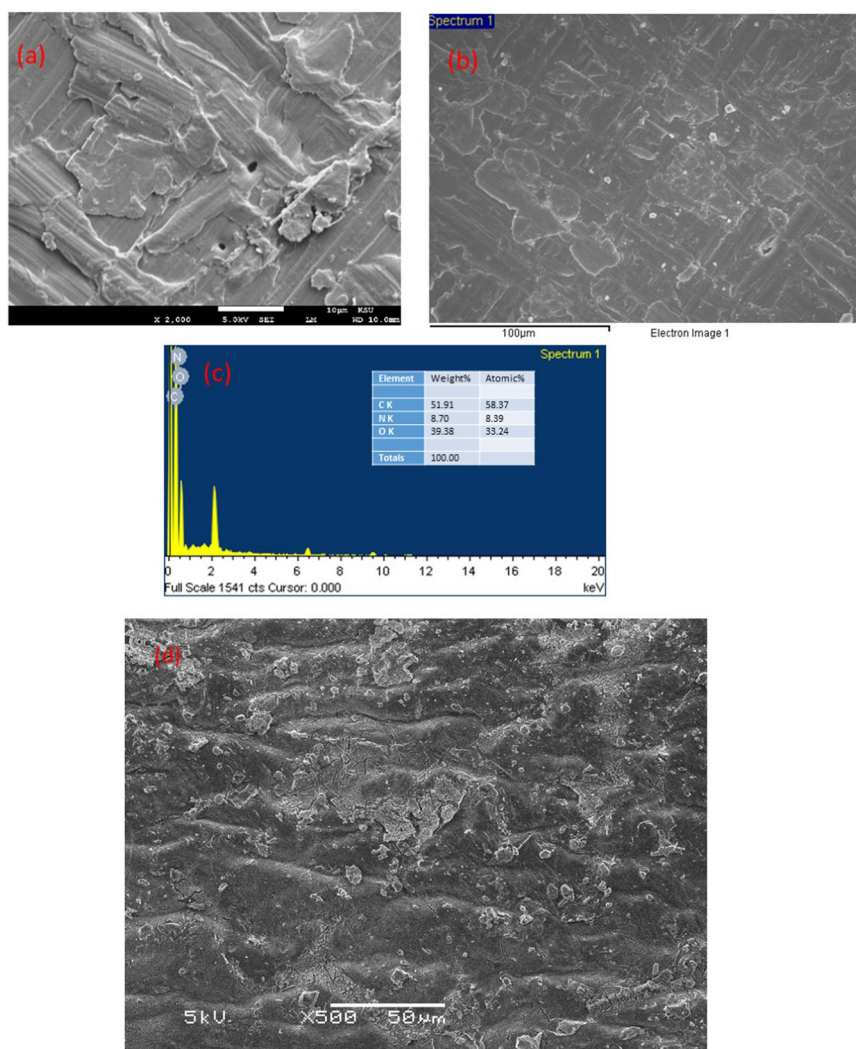 (a)
10µm KSU
X 2,000 5.0kV SEI LM WD 10.0mm
Spectrum 1
(b)
100µm Electron Image 1
Spectrum 1
(c)
N
O
C
Element Weight% Atomic%
C K 51.91 58.37
N K 8.70 8.39
O K 39.38 33.24
Totals 100.00
0 2 4 6 8 10 12 14 16 18 20
Full Scale 1541 cts Cursor: 0.000 keV
(d)
5kV X500 50µm